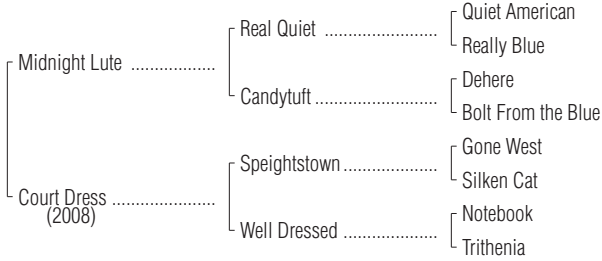 Quiet American
Real Quiet ......................
Really Blue
Midnight Lute ...................
Dehere
Candytuft ........................
Bolt From the Blue
Gone West
Speightstown ...................
Silken Cat
Court Dress .......................
(2008)
Notebook
Well Dressed ...................
Trithenia